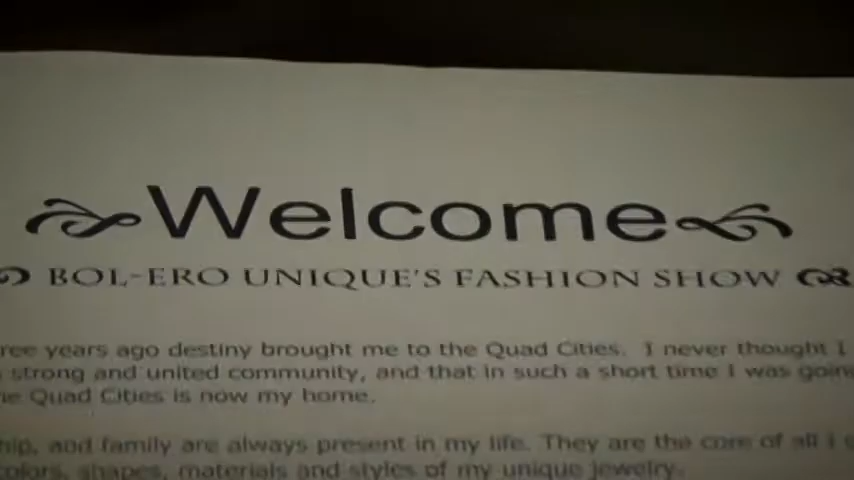 Welcome
BOL-ERO UNIQUE'S FASHION SHOW
years ago destiny brought me to the Quad Cities. I never thought I
strong and united community, and that in such a short time I was
Quad Cities is now my home.
and family are always present in my life. They are the core of all I
colors, shapes, materials and styles of my unique jewelry.